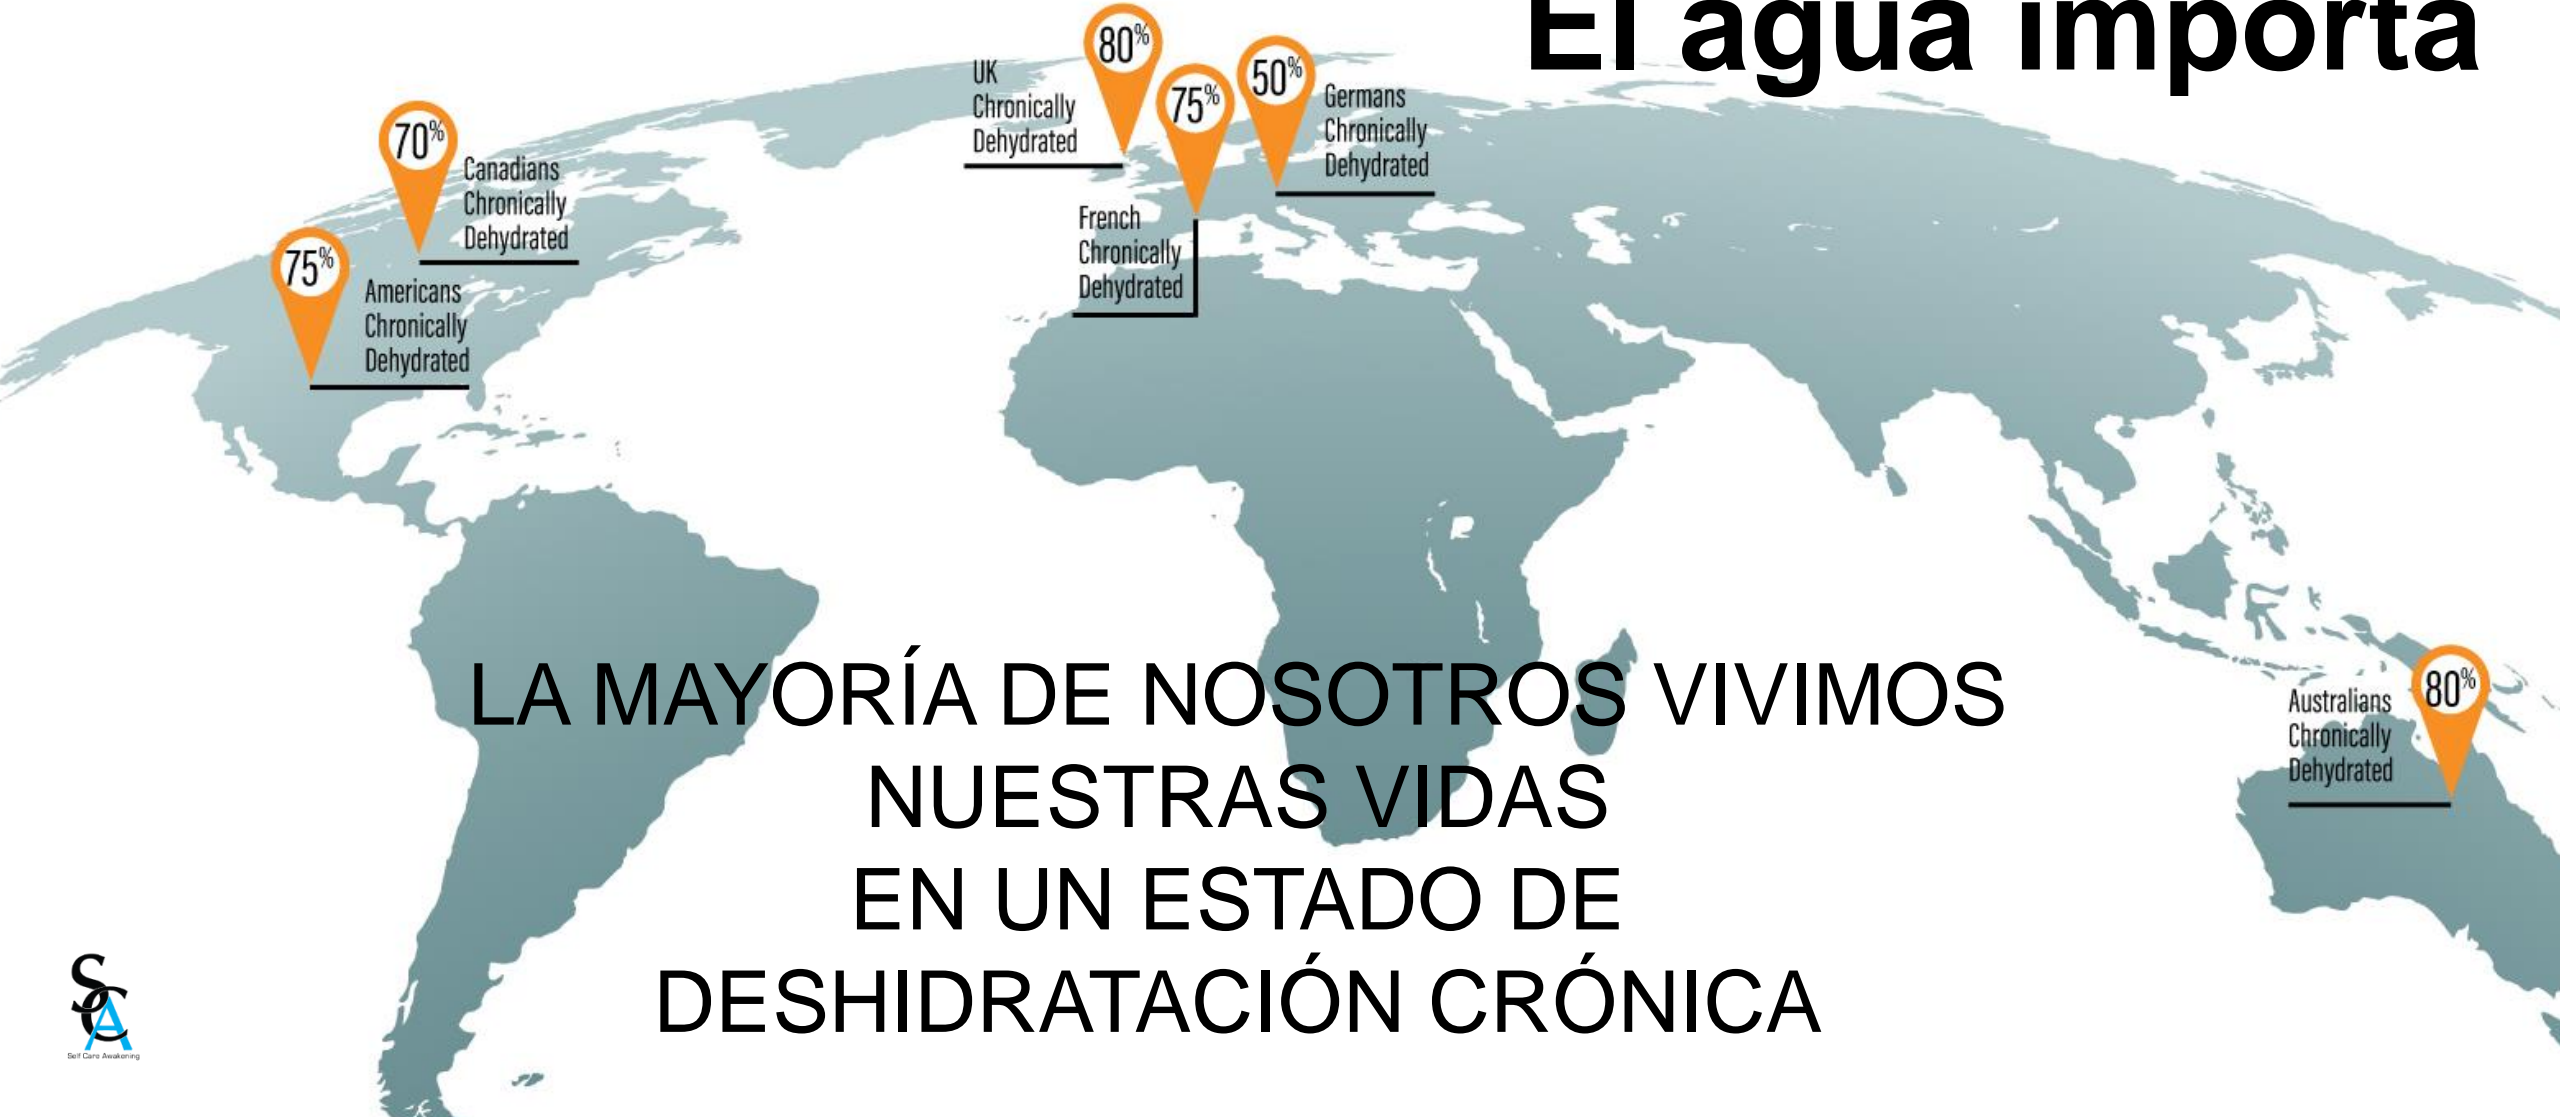 El agua importa
80%
UK
Chronically
Dehydrated
75%
French
Chronically
Dehydrated
50%
Germans
Chronically
Dehydrated
70%
Canadians
Chronically
Dehydrated
75%
Americans
Chronically
Dehydrated
80%
Australians
Chronically
Dehydrated
LA MAYORÍA DE NOSOTROS VIVIMOS
NUESTRAS VIDAS
EN UN ESTADO DE
DESHIDRATACIÓN CRÓNICA
SCA
Self Care Awakening